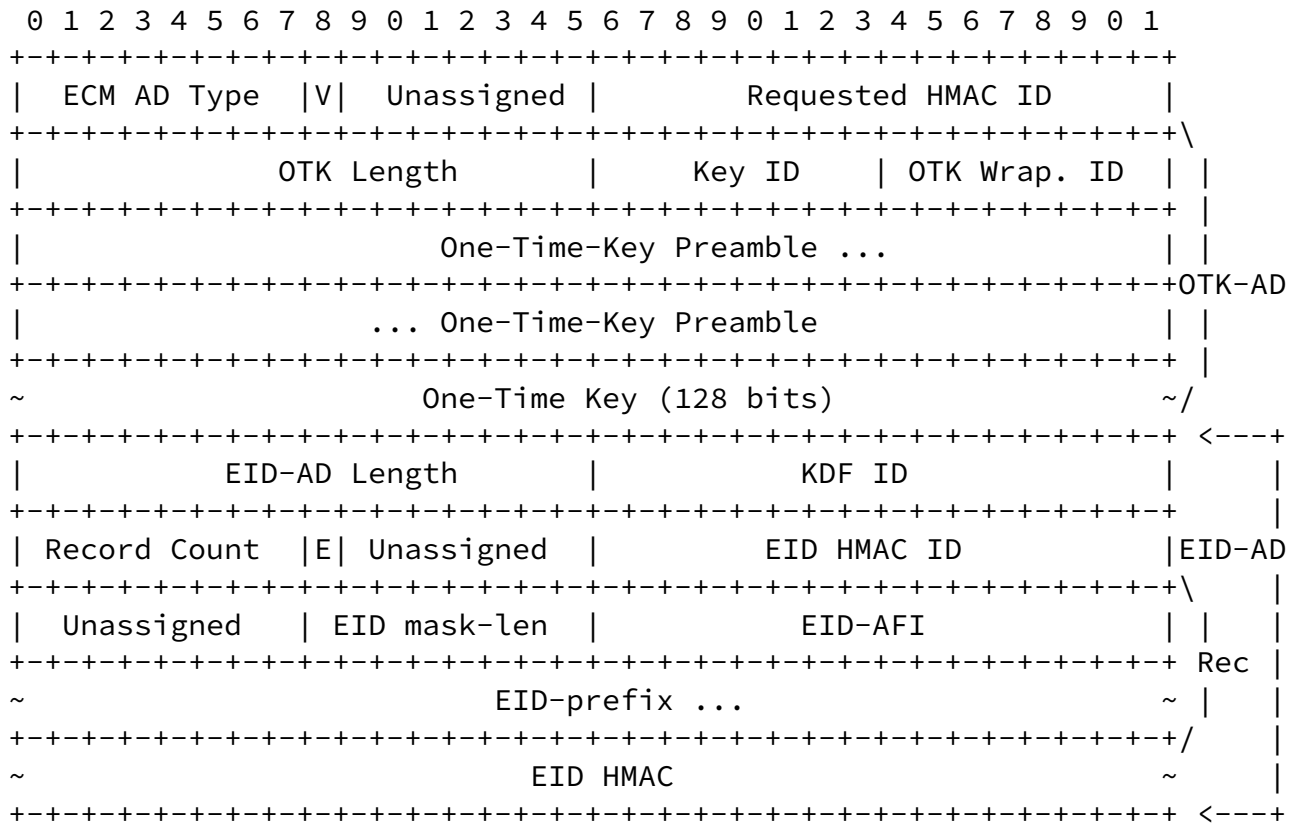 0 1 2 3 4 5 6 7 8 9 0 1 2 3 4 5 6 7 8 9 0 1 2 3 4 5 6 7 8 9 0 1
+-+-+-+-+-+-+-+-+-+-+-+-+-+-+-+-+-+-+-+-+-+-+-+-+-+-+-+-+-+-+-+-+
|  ECM AD Type  |V|  Unassigned |        Requested HMAC ID      |
+-+-+-+-+-+-+-+-+-+-+-+-+-+-+-+-+-+-+-+-+-+-+-+-+-+-+-+-+-+-+-+-+\
|              OTK Length       |     Key ID    | OTK Wrap. ID  | |
+-+-+-+-+-+-+-+-+-+-+-+-+-+-+-+-+-+-+-+-+-+-+-+-+-+-+-+-+-+-+-+-+ |
|                       One-Time-Key Preamble ...               | |
+-+-+-+-+-+-+-+-+-+-+-+-+-+-+-+-+-+-+-+-+-+-+-+-+-+-+-+-+-+-+-+-+OTK-AD
|                   ... One-Time-Key Preamble                   | |
+-+-+-+-+-+-+-+-+-+-+-+-+-+-+-+-+-+-+-+-+-+-+-+-+-+-+-+-+-+-+-+-+ |
~                      One-Time Key (128 bits)                  ~/
+-+-+-+-+-+-+-+-+-+-+-+-+-+-+-+-+-+-+-+-+-+-+-+-+-+-+-+-+-+-+-+-+ <---+
|           EID-AD Length       |           KDF ID              |     |
+-+-+-+-+-+-+-+-+-+-+-+-+-+-+-+-+-+-+-+-+-+-+-+-+-+-+-+-+-+-+-+-+     |
| Record Count  |E| Unassigned  |         EID HMAC ID           |EID-AD
+-+-+-+-+-+-+-+-+-+-+-+-+-+-+-+-+-+-+-+-+-+-+-+-+-+-+-+-+-+-+-+-+\    |
|  Unassigned   | EID mask-len  |           EID-AFI             | |   |
+-+-+-+-+-+-+-+-+-+-+-+-+-+-+-+-+-+-+-+-+-+-+-+-+-+-+-+-+-+-+-+-+ Rec |
~                          EID-prefix ...                       ~ |   |
+-+-+-+-+-+-+-+-+-+-+-+-+-+-+-+-+-+-+-+-+-+-+-+-+-+-+-+-+-+-+-+-+/    |
~                            EID HMAC                           ~     |
+-+-+-+-+-+-+-+-+-+-+-+-+-+-+-+-+-+-+-+-+-+-+-+-+-+-+-+-+-+-+-+-+ <---+